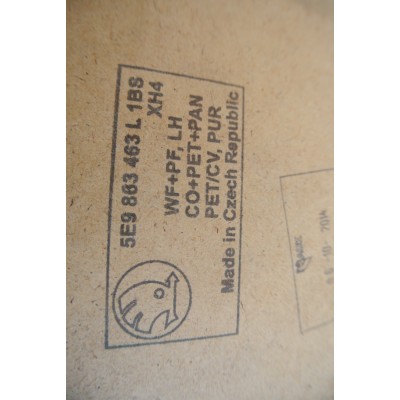 5E9 863 463 L 1BS
XH4
WF+PF, LH
CO+PET+PAN
PET/CV, PUR
Made in Czech Republic